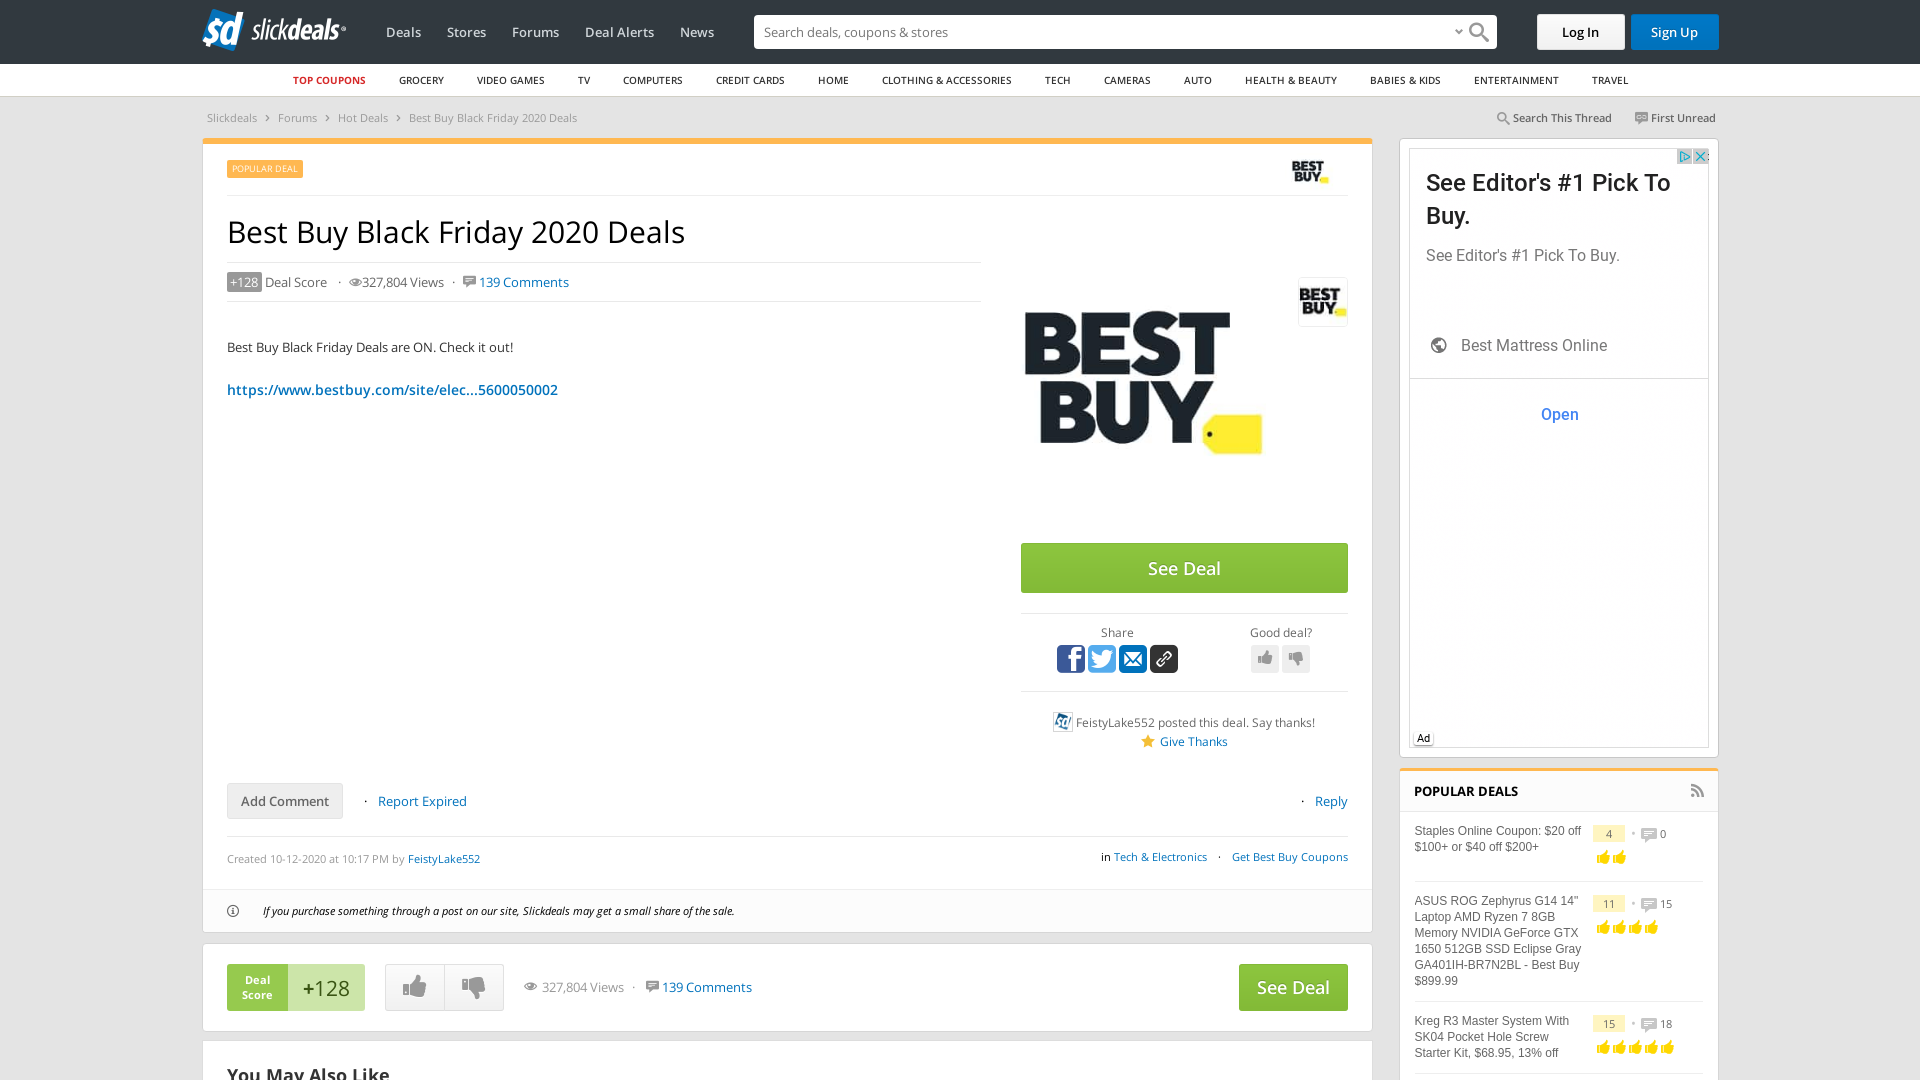 slickdeals
Deals Stores Forums Deal Alerts News
Search deals, coupons & stores
Log In Sign Up
TOP COUPONS GROCERY VIDEO GAMES TV COMPUTERS CREDIT CARDS HOME CLOTHING & ACCESSORIES TECH CAMERAS AUTO HEALTH & BEAUTY BABIES & KIDS ENTERTAINMENT TRAVEL
Slickdeals › Forums › Hot Deals › Best Buy Black Friday 2020 Deals
Search This Thread First Unread
POPULAR DEAL
BEST
BUY
Best Buy Black Friday 2020 Deals
+128 Deal Score · 327,804 Views · 139 Comments
Best Buy Black Friday Deals are ON. Check it out!
https://www.bestbuy.com/site/elec...5600050002
BEST
BUY
BEST
BUY
See Deal
Share Good deal?
FeistyLake552 posted this deal. Say thanks!
Give Thanks
Add Comment · Report Expired
· Reply
Created 10-12-2020 at 10:17 PM by FeistyLake552
in Tech & Electronics · Get Best Buy Coupons
If you purchase something through a post on our site, Slickdeals may get a small share of the sale.
Deal
Score
+128
327,804 Views · 139 Comments
See Deal
You May Also Like
See Editor's #1 Pick To
Buy.
See Editor's #1 Pick To Buy.
Best Mattress Online
Open
Ad
POPULAR DEALS
Staples Online Coupon: $20 off
$100+ or $40 off $200+
4 0
ASUS ROG Zephyrus G14 14"
Laptop AMD Ryzen 7 8GB
Memory NVIDIA GeForce GTX
1650 512GB SSD Eclipse Gray
GA401IH-BR7N2BL - Best Buy
$899.99
11 15
Kreg R3 Master System With
SK04 Pocket Hole Screw
Starter Kit, $68.95, 13% off
15 18